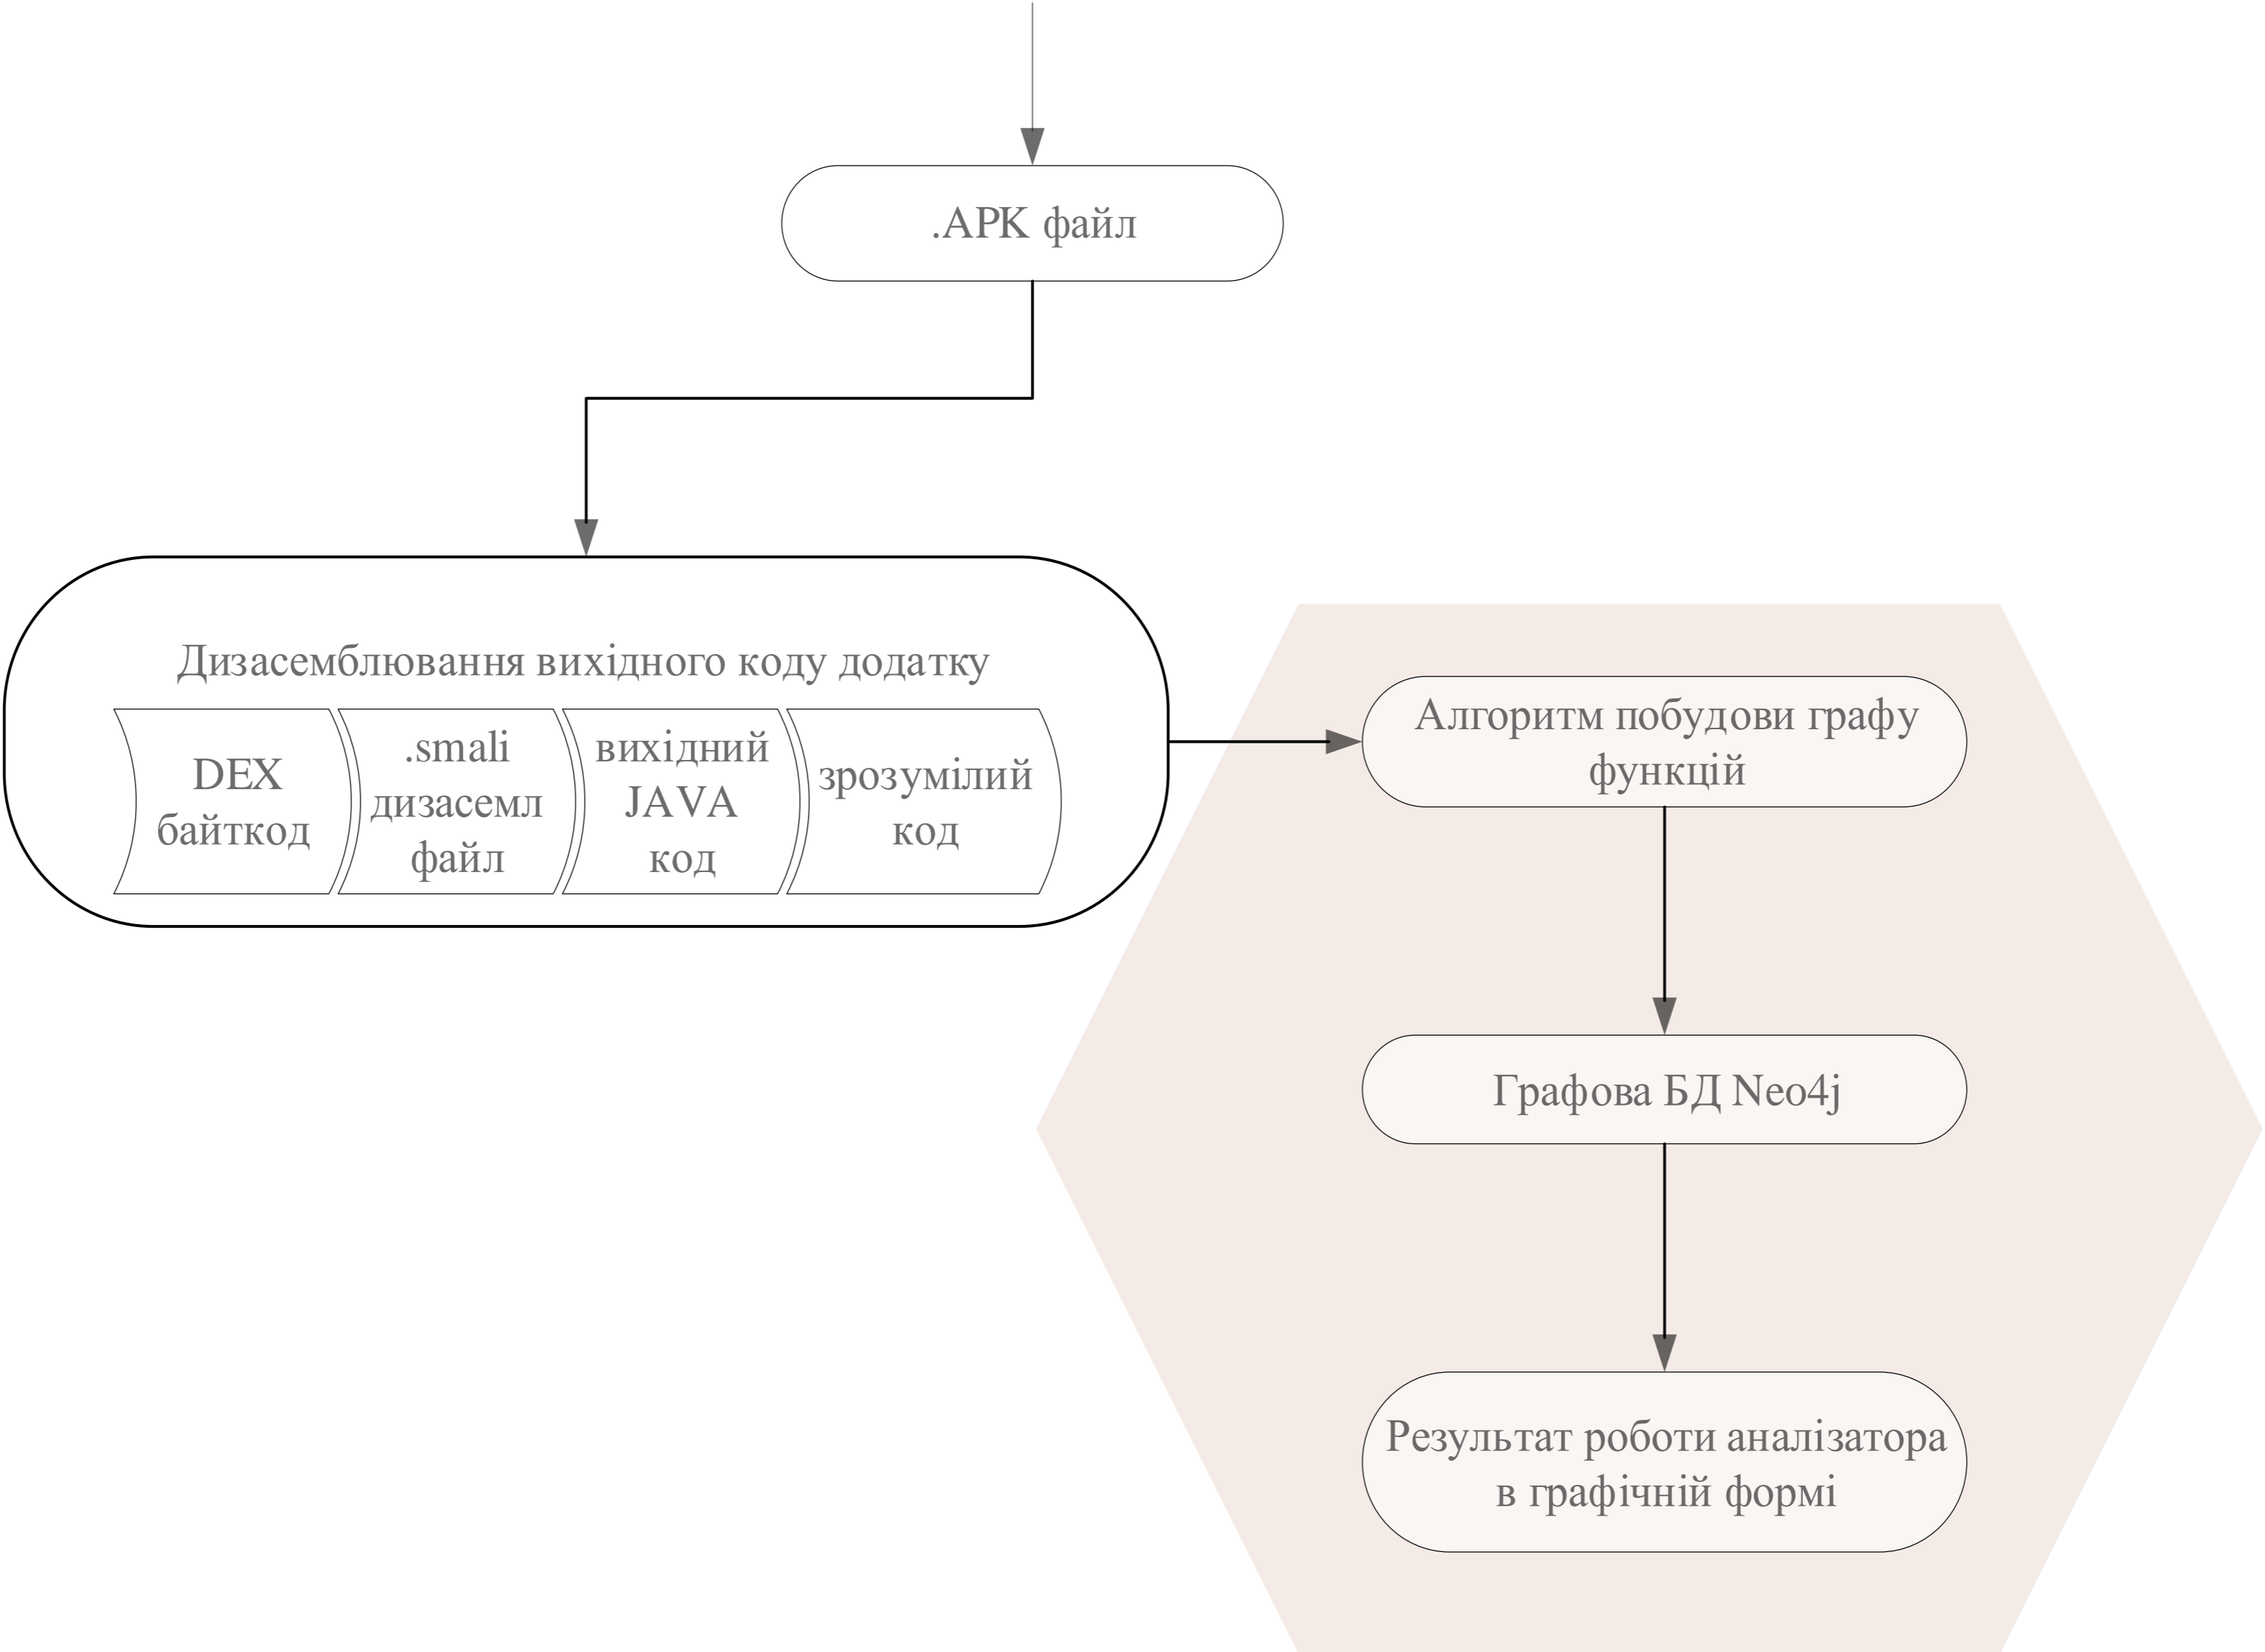 .APK файл
Дизасемблювання вихідного коду додатку
DEX
байткод
.smali
дизасемл
файл
вихідний
JAVA
код
зрозумілий
код
Алгоритм побудови графу
функцій
Графова БД Neo4j
Результат роботи аналізатора
в графічній формі